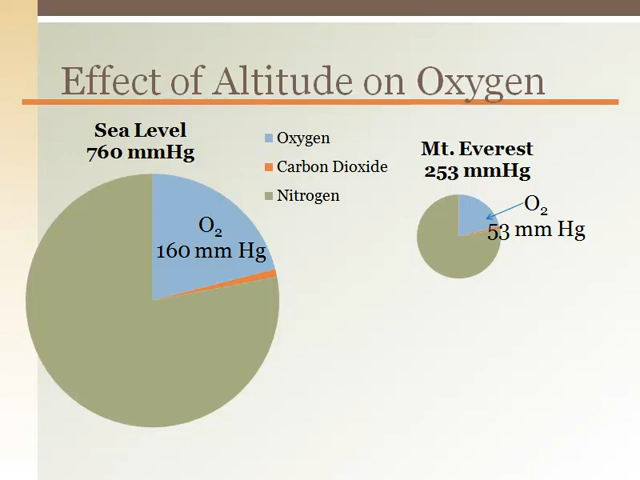 Effect of Altitude on Oxygen
Sea Level
760 mmHg
Oxygen
Carbon Dioxide
Nitrogen
Mt. Everest
253 mmHg
O₂
160 mm Hg
O₂
53 mm Hg